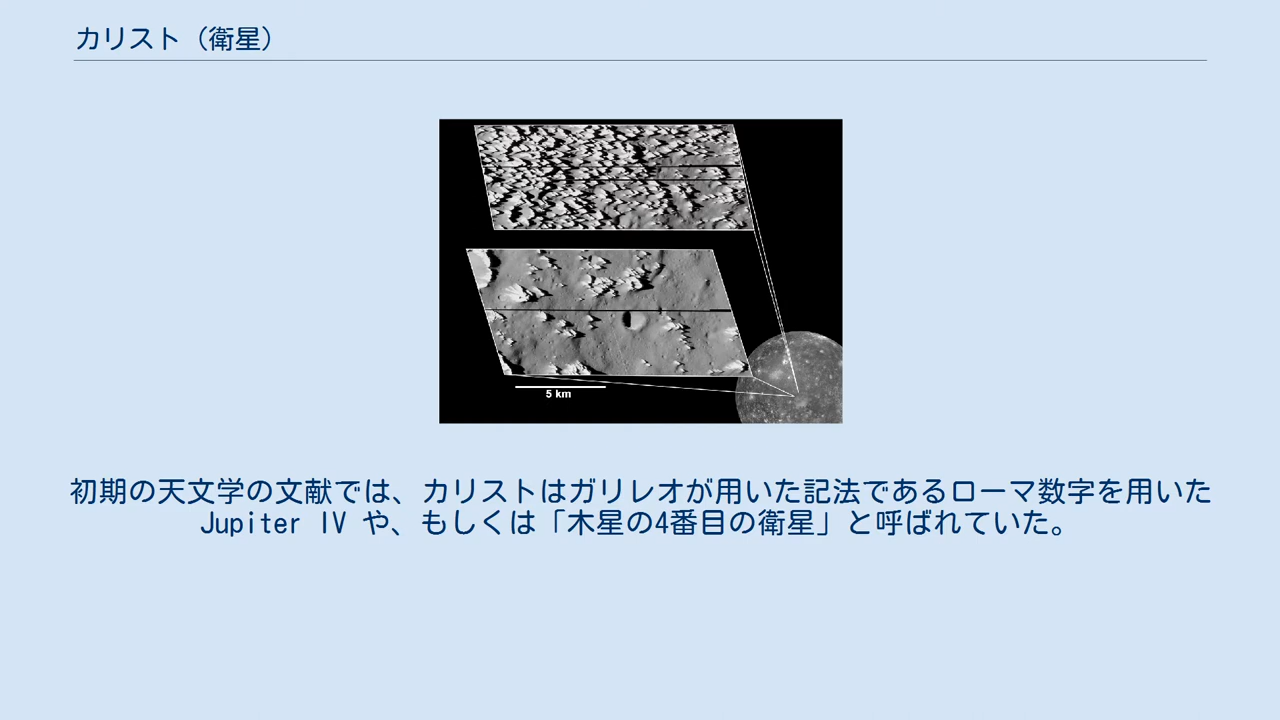 カリスト（衛星）
5 km
初期の天文学の文献では、カリストはガリレオが用いた記法であるローマ数字を用いた
Jupiter IV や、もしくは「木星の4番目の衛星」と呼ばれていた。